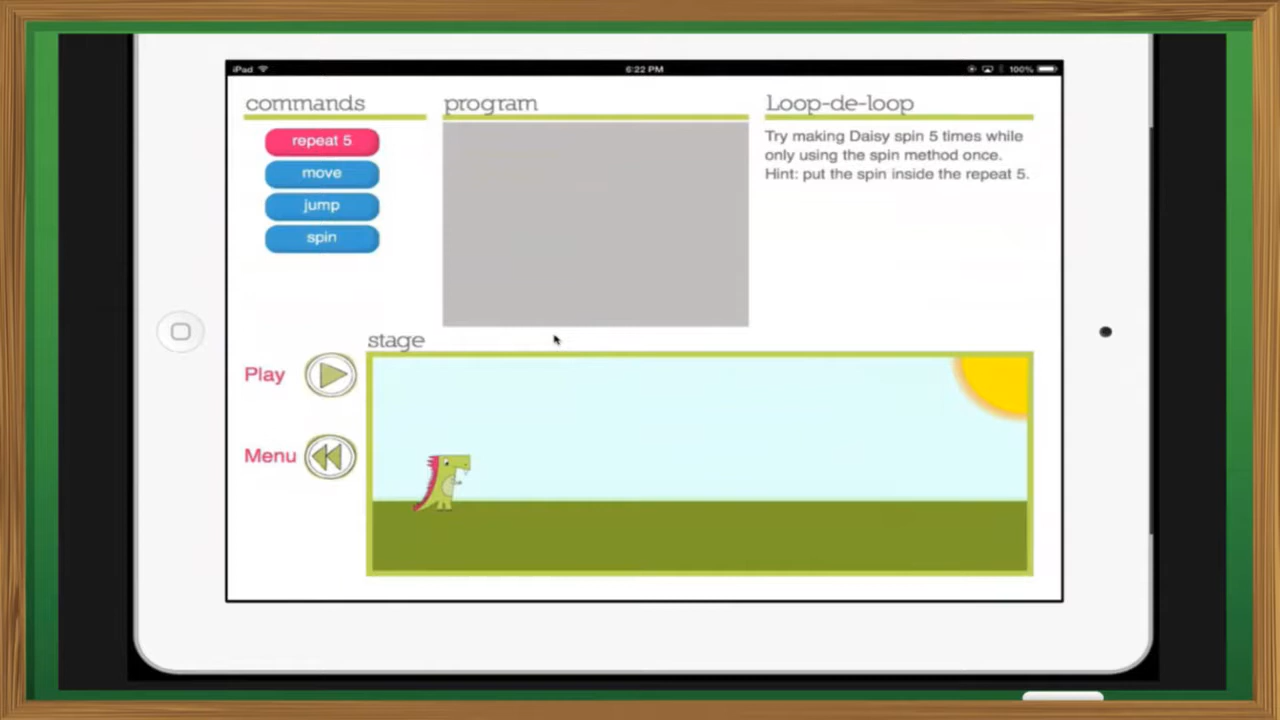 iPad
6:22 PM
100%
commands
program
Loop-de-loop
repeat 5
move
jump
spin
Try making Daisy spin 5 times while
only using the spin method once.
Hint: put the spin inside the repeat 5.
stage
Play
Menu